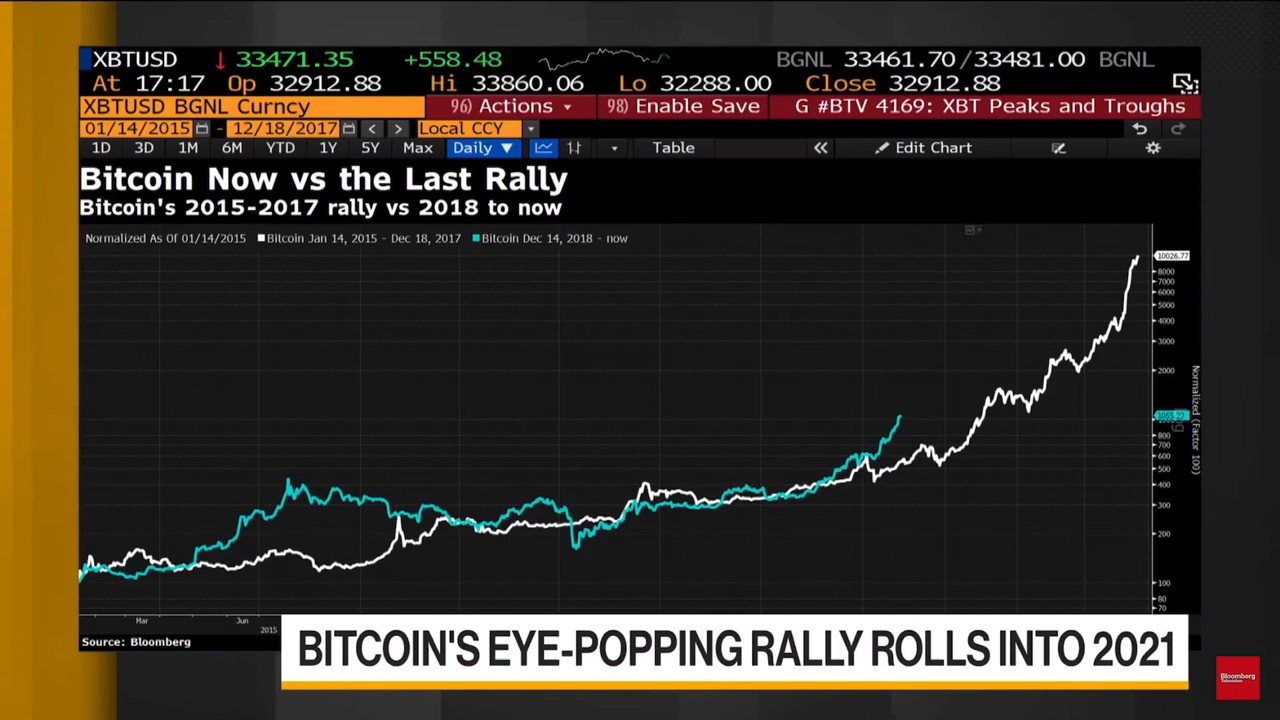 XBTUSD ↓ 33471.35 +558.48 BGNL 33461.70/33481.00 BGNL
At 17:17 Op 32912.88 Hi 33860.06 Lo 32288.00 Close 32912.88
XBTUSD BGNL Curncy 96) Actions 98) Enable Save G #BTV 4169: XBT Peaks and Troughs
01/14/2015 - 12/18/2017 < > Local CCY
1D 3D 1M 6M YTD 1Y 5Y Max Daily ▼ Table « Edit Chart
Bitcoin Now vs the Last Rally
Bitcoin's 2015-2017 rally vs 2018 to now
Normalized As Of 01/14/2015 Bitcoin Jan 14, 2015 - Dec 18, 2017 Bitcoin Dec 14, 2018 - now
10026.77
8000
7000
6000
5000
4000
3000
2000
1055.22
800
700
600
500
400
300
200
100
80
70
Normalized (Factor 100)
Mar Jun
2015
Source: Bloomberg
BITCOIN'S EYE-POPPING RALLY ROLLS INTO 2021
Bloomberg
Television